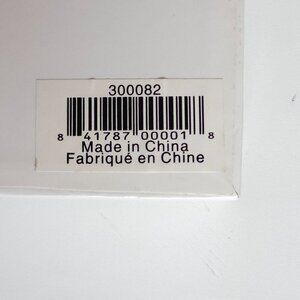 300082
8 41787 00001 8
Made in China
Fabriqué en Chine